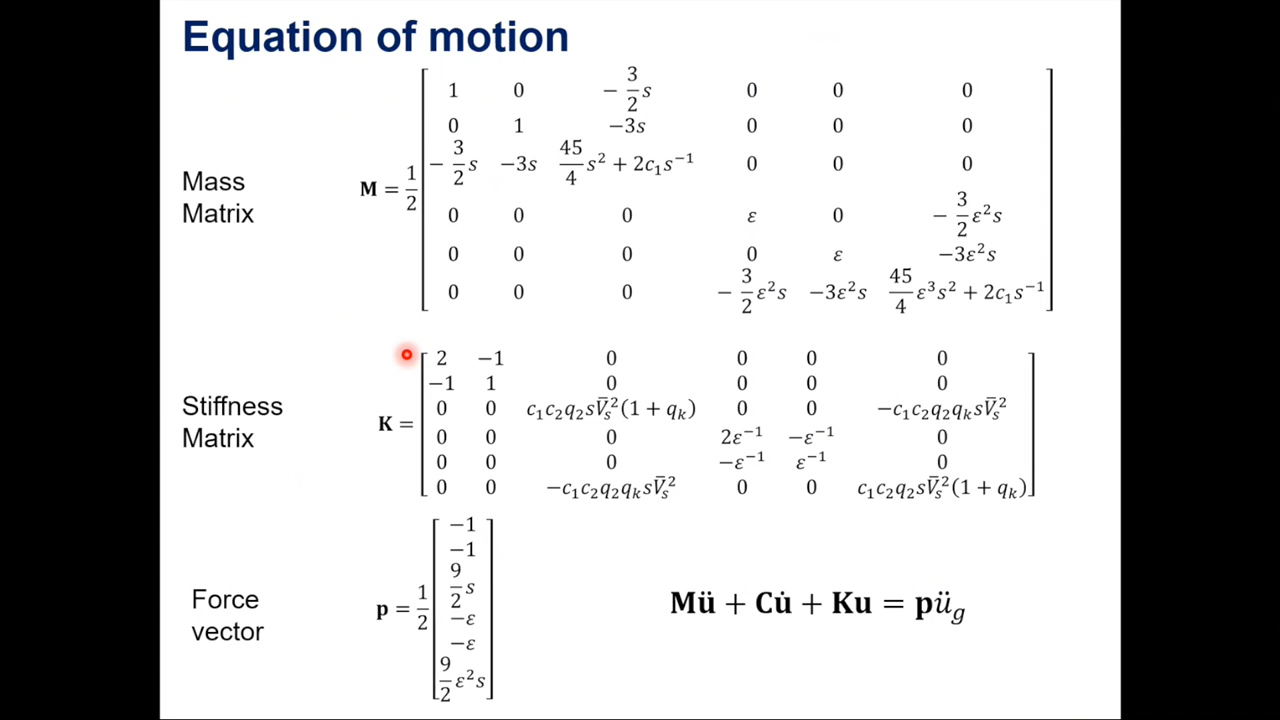 Equation of motion
Mass Matrix
M = 1/2 [
1 0 −3/2 s 0 0 0
0 1 −3s 0 0 0
−3/2 s −3s 45/4 s² + 2c₁s⁻¹ 0 0 0
0 0 0 ε 0 −3/2 ε²s
0 0 0 0 ε −3ε²s
0 0 0 −3/2 ε²s −3ε²s 45/4 ε³s² + 2c₁s⁻¹
]
Stiffness Matrix
K = [
2 −1 0 0 0 0
−1 1 0 0 0 0
0 0 c₁c₂q₂sV̄ₛ²(1 + qₖ) 0 0 −c₁c₂q₂qₖsV̄ₛ²
0 0 0 2ε⁻¹ −ε⁻¹ 0
0 0 0 −ε⁻¹ ε⁻¹ 0
0 0 −c₁c₂q₂qₖsV̄ₛ² 0 0 c₁c₂q₂sV̄ₛ²(1 + qₖ)
]
Force vector
p = 1/2 [
−1
−1
9/2 s
−ε
−ε
9/2 ε²s
]
Mü + Cu̇ + Ku = pü_g